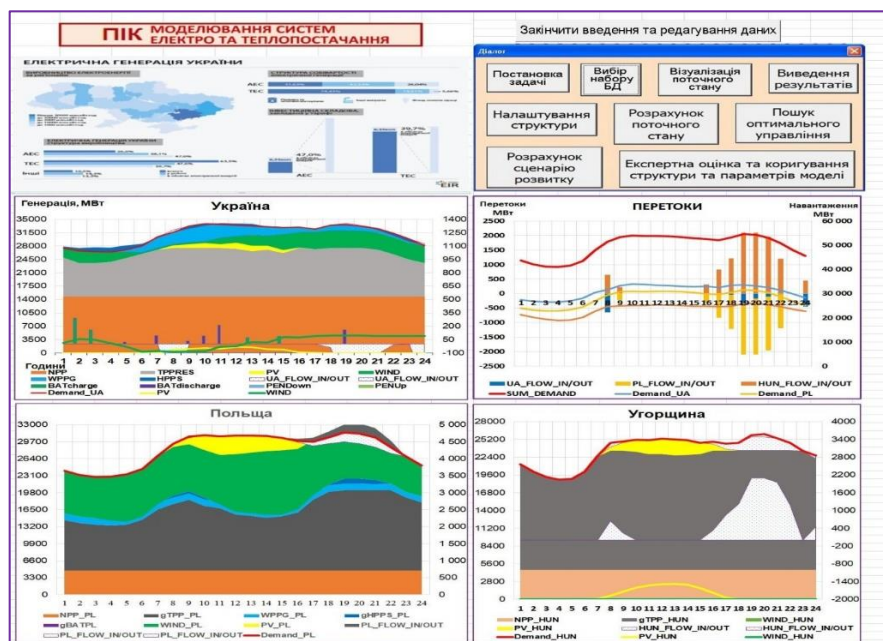 ПІК МОДЕЛЮВАННЯ СИСТЕМ
ЕЛЕКТРО ТА ТЕПЛОПОСТАЧАННЯ
ЕЛЕКТРИЧНА ГЕНЕРАЦІЯ УКРАЇНИ
АЕС
ТЕС
АЕС
ТЕС
Інші
47,0%
29,7%
АЕС
ТЕС
EIR
Закінчити введення та редагування даних
Діалог
Постановка задачі
Вибір набору БД
Візуалізація поточного стану
Виведення результатів
Налаштування структури
Розрахунок поточного стану
Пошук оптимального управління
Розрахунок сценарію розвитку
Експертна оцінка та коригування структури та параметрів моделі
Генерація, МВт
Україна
35000 31500 28000 24500 21000 17500 14000 10500 7000 3500 0
1400 1250 1100 950 800 650 500 350 200 50 -100
Години
1 2 3 4 5 6 7 8 9 10 11 12 13 14 15 16 17 18 19 20 21 22 23 24
NPP TPPRES PV WIND
WPPG HPPS UA_FLOW_IN/OUT UA_FLOW_IN/OUT
BATcharge BATdischarge PENDown PENUp
Demand_UA PV WIND
Перетоки МВт
ПЕРЕТОКИ
Навантаження МВт
2500 2000 1500 1000 500 0 -500 -1000 -1500 -2000 -2500
60 000 50 000 40 000 30 000 20 000 10 000 0
1 2 3 4 5 6 7 8 9 10 11 12 13 14 15 16 17 18 19 20 21 22 23 24
UA_FLOW_IN/OUT PL_FLOW_IN/OUT HUN_FLOW_IN/OUT
SUM_DEMAND Demand_UA Demand_PL
Польща
33000 29700 26400 23100 19800 16500 13200 9900 6600 3300 0
5 000 4 500 4 000 3 500 3 000 2 500 2 000 1 500 1 000 500 0
1 2 3 4 5 6 7 8 9 10 11 12 13 14 15 16 17 18 19 20 21 22 23 24
NPP_PL gTPP_PL WPPG_PL gHPPS_PL
gBATPL WIND_PL PV_PL PL_FLOW_IN/OUT
PL_FLOW_IN/OUT PL_FLOW_IN/OUT Demand_PL
Угорщина
28000 25200 22400 19600 16800 14000 11200 8400 5600 2800 0
4000 3400 2800 2200 1600 1000 400 -200 -800 -1400 -2000
1 2 3 4 5 6 7 8 9 10 11 12 13 14 15 16 17 18 19 20 21 22 23 24
NPP_HUN gTPP_HUN WIND_HUN
PV_HUN HUN_FLOW_IN/OUT HUN_FLOW_IN/OUT
Demand_HUN PV_HUN WIND_HUN